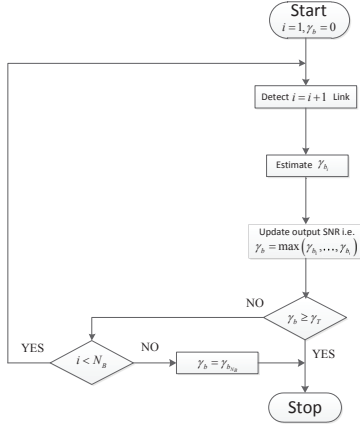 Start
i = 1, γ_b = 0
Detect i = i + 1 Link
Estimate γ_{b_i}
Update output SNR i.e.
γ_b = max(γ_{b_1}, ..., γ_{b_i})
NO
γ_b ≥ γ_T
YES
i < N_B
NO
γ_b = γ_{b_{N_B}}
YES
Stop